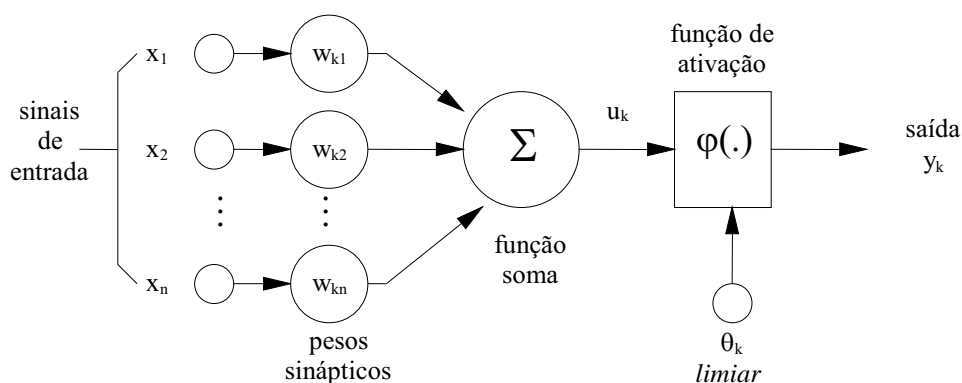 sinais
de
entrada
x₁
x₂
xₙ
wₖ₁
wₖ₂
wₖₙ
pesos
sinápticos
Σ
função
soma
uₖ
função de
ativação
φ(.)
θₖ
limiar
saída
yₖ